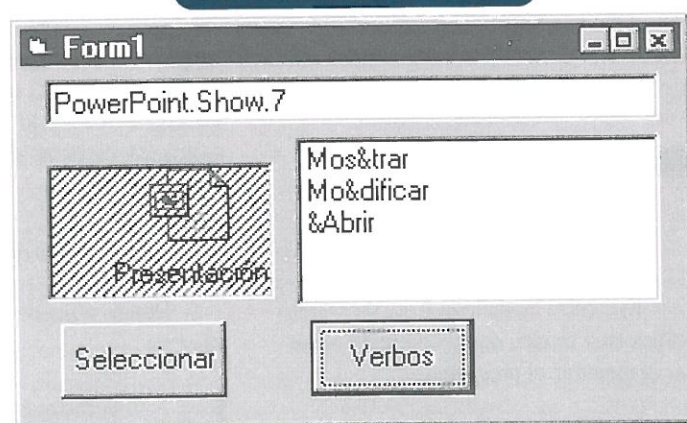 Form1
PowerPoint.Show.7
Presentación
Mos&trar
Mo&dificar
&Abrir
Seleccionar
Verbos